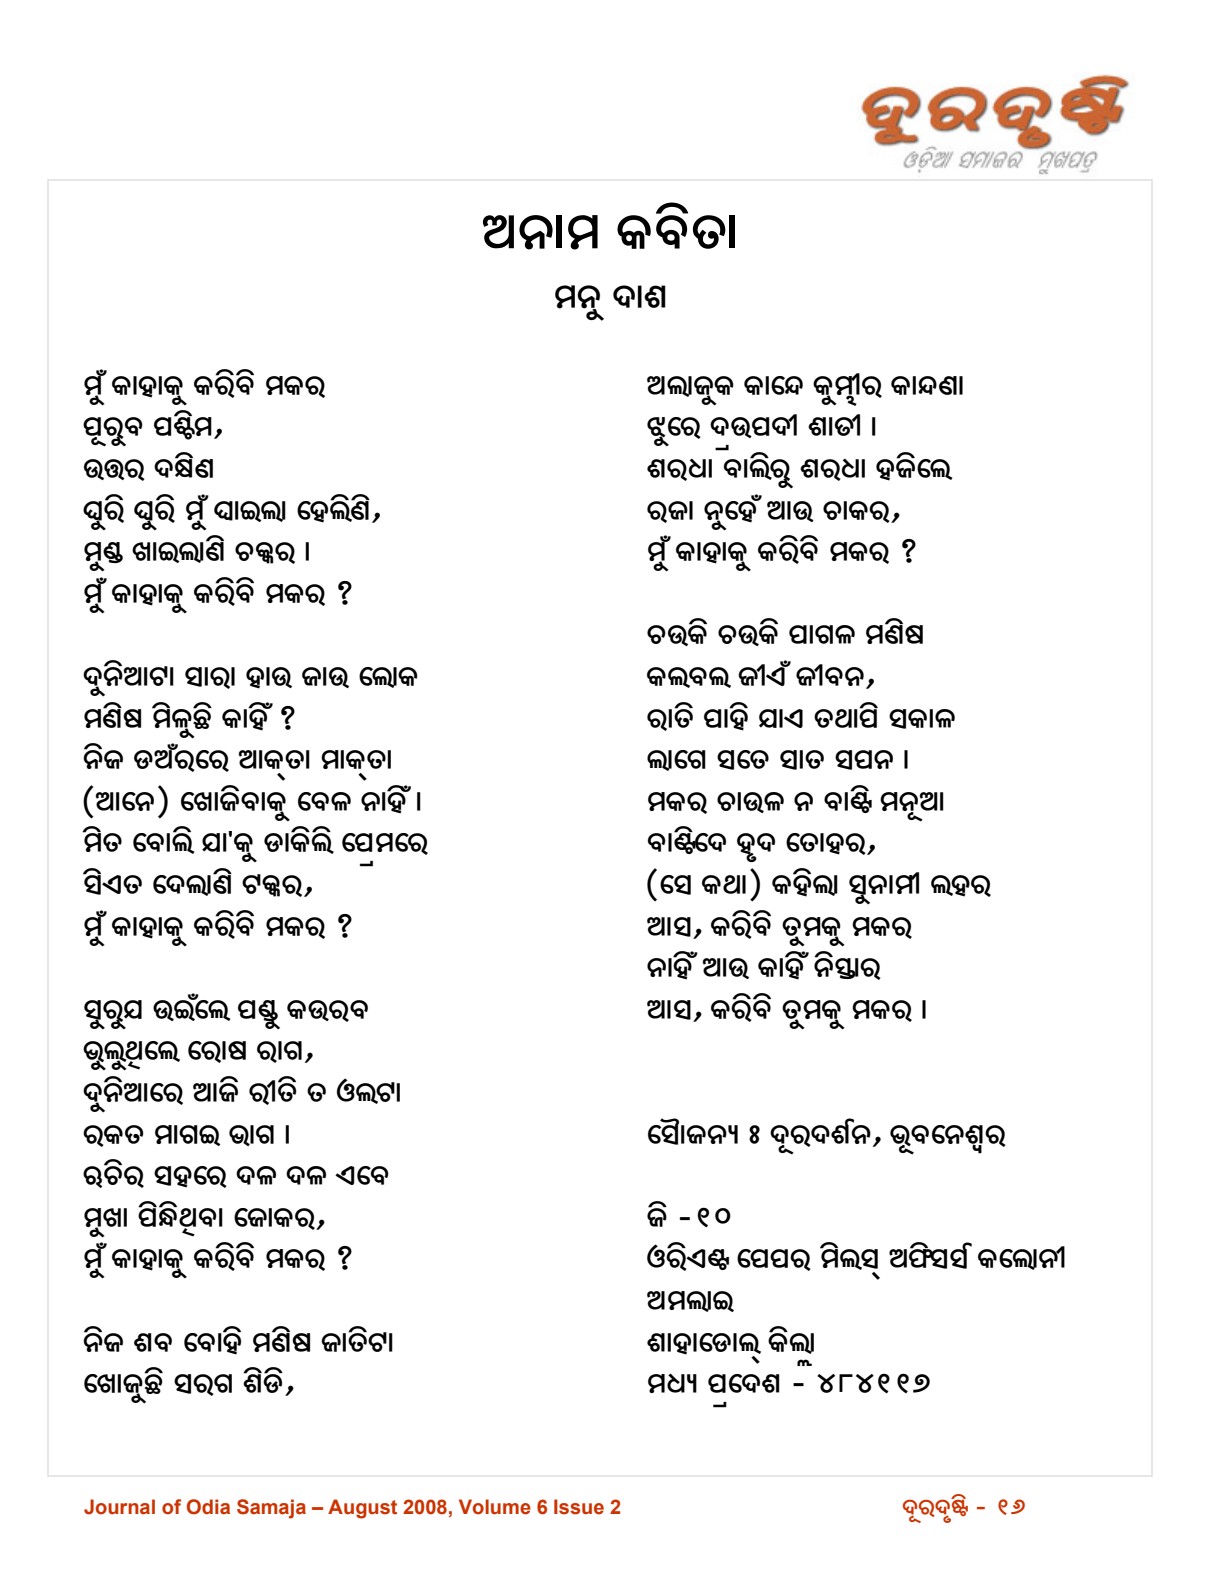 ଦୁରଦୃଷ୍ଟି
ଓଡ଼ିଆ ସମାଜର ମୁଖପତ୍ର
ଅନାମ କବିତା
ମନୁ ଦାଶ
ମୁଁ କାହାକୁ କରିବି ମକର
ପୂରୁବ ପଶ୍ଚିମ,
ଉତ୍ତର ଦକ୍ଷିଣ
ଘୁରି ଘୁରି ମୁଁ ଘାଇଲା ହେଲିଣି,
ମୁଣ୍ଡ ଖାଇଲାଣି ଚକ୍କର ।
ମୁଁ କାହାକୁ କରିବି ମକର ?
ଦୁନିଆଟା ସାରା ହାଉ ଜାଉ ଲୋକ
ମଣିଷ ମିଳୁଛି କାହିଁ ?
ନିଜ ଡଅଁରରେ ଆକ୍ତା ମାକ୍ତା
(ଆନେ) ଖୋଜିବାକୁ ବେଳ ନାହିଁ ।
ମିତ ବୋଲି ଯା'କୁ ଡାକିଲି ପ୍ରେମରେ
ସିଏତ ଦେଲାଣି ଟକ୍କର,
ମୁଁ କାହାକୁ କରିବି ମକର ?
ସୁରୁଯ ଉଇଁଲେ ପଣ୍ଡୁ କଉରବ
ଭୁଲୁଥିଲେ ରୋଷ ରାଗ,
ଦୁନିଆରେ ଆଜି ରୀତି ତ ଓଲଟା
ରକତ ମାଗଇ ଭାଗ ।
ଋଚିର ସହରେ ଦଳ ଦଳ ଏବେ
ମୁଖା ପିନ୍ଧିଥିବା ଜୋକର,
ମୁଁ କାହାକୁ କରିବି ମକର ?
ନିଜ ଶବ ବୋହି ମଣିଷ ଜାତିଟା
ଖୋଜୁଛି ସରଗ ଶିଡି,
ଅଲାଜୁକ କାନ୍ଦେ କୁମ୍ଭୀର କାନ୍ଦଣା
ଝୁରେ ଦ୍ରଉପଦୀ ଶାଡୀ ।
ଶରଧା ବାଲିରୁ ଶରଧା ହଜିଲେ
ରଜା ନୁହେଁ ଆଉ ଚାକର,
ମୁଁ କାହାକୁ କରିବି ମକର ?
ଚଉକି ଚଉକି ପାଗଳ ମଣିଷ
କଲବଲ ଜୀଏଁ ଜୀବନ,
ରାତି ପାହି ଯାଏ ତଥାପି ସକାଳ
ଲାଗେ ସତେ ସାତ ସପନ ।
ମକର ଚାଉଳ ନ ବାଣ୍ଟି ମନୂଆ
ବାଣ୍ଟିଦେ ହୃଦ ତୋହର,
(ସେ କଥା) କହିଲା ସୁନାମୀ ଲହର
ଆସ, କରିବି ତୁମକୁ ମକର
ନାହିଁ ଆଉ କାହିଁ ନିସ୍ତାର
ଆସ, କରିବି ତୁମକୁ ମକର ।
ସୌଜନ୍ୟ ଃ ଦୂରଦର୍ଶନ, ଭୂବନେଶ୍ୱର
ଜି -୧୦
ଓରିଏଣ୍ଟ ପେପର ମିଲସ୍ ଅଫିସର୍ସ କଲୋନୀ
ଅମଲାଇ
ଶାହାଡୋଲ୍ କିଲ୍ଲା
ମଧ୍ୟ ପ୍ରଦେଶ - ୪୮୪୧୧୭
Journal of Odia Samaja – August 2008, Volume 6 Issue 2
ଦୂରଦୃଷ୍ଟି - ୧୬